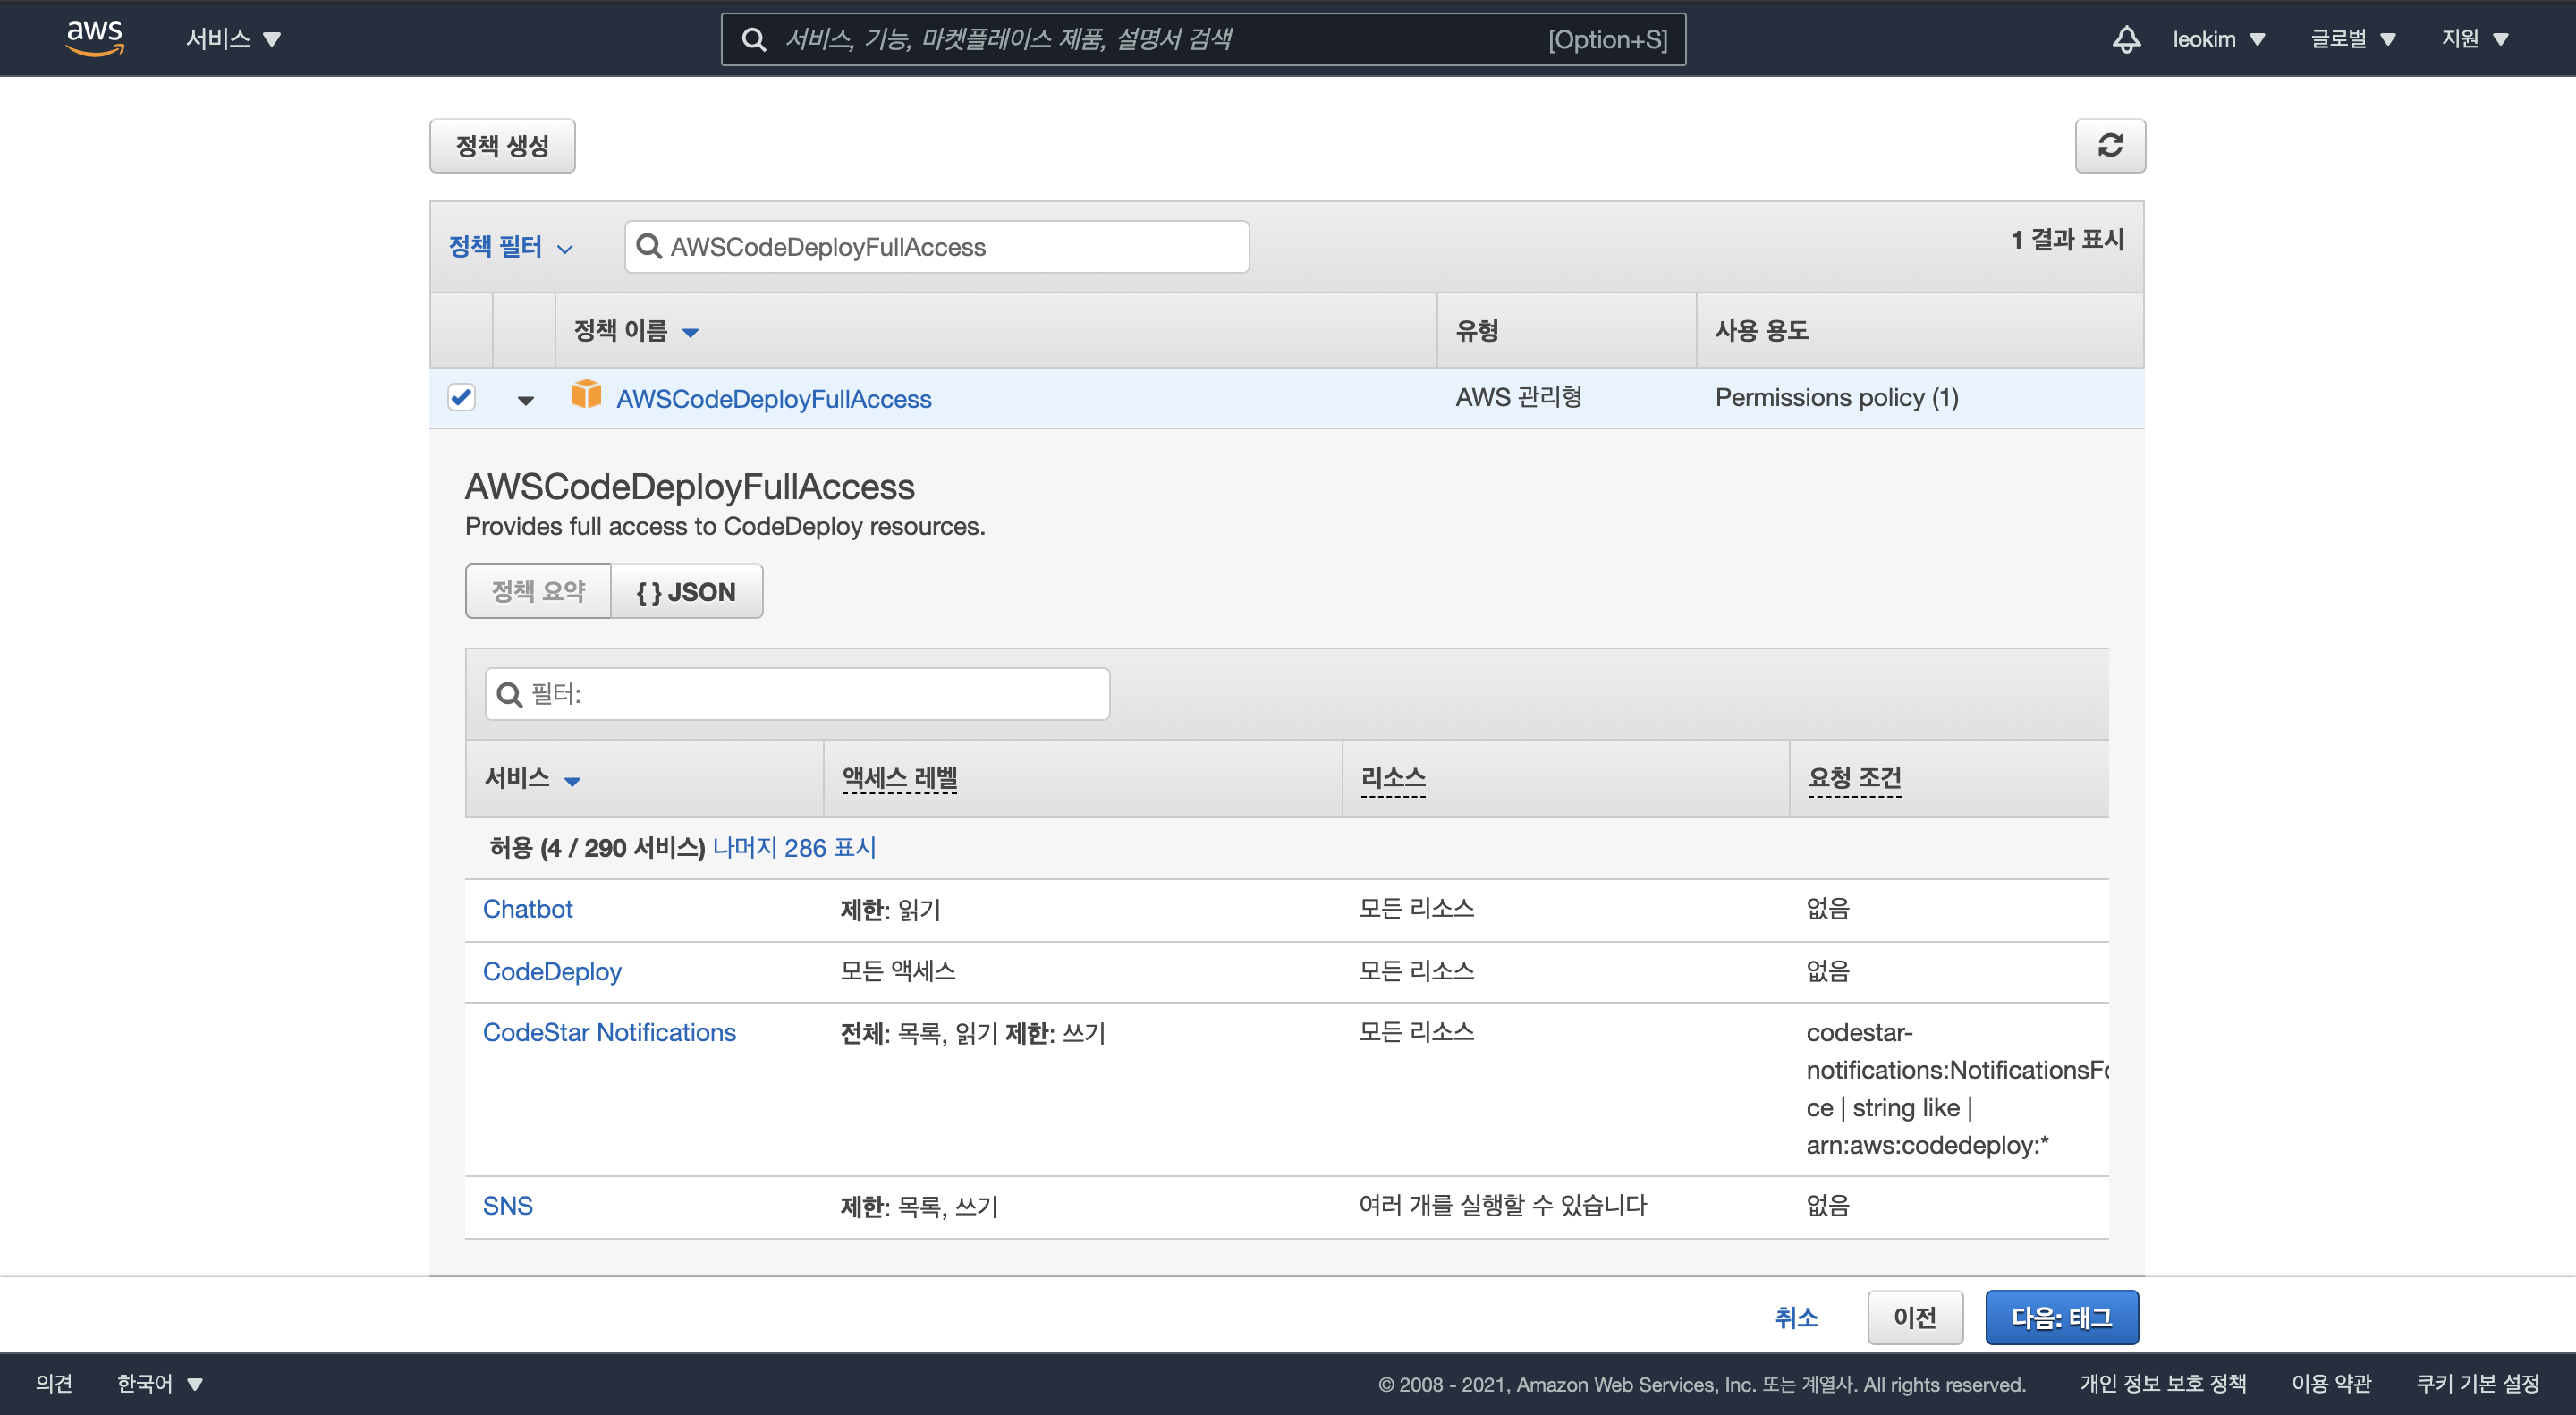 aws 서비스 서비스, 기능, 마켓플레이스 제품, 설명서 검색 [Option+S] leokim 글로벌 지원
정책 생성
정책 필터 AWSCodeDeployFullAccess 1 결과 표시
정책 이름 유형 사용 용도
AWSCodeDeployFullAccess AWS 관리형 Permissions policy (1)
AWSCodeDeployFullAccess
Provides full access to CodeDeploy resources.
정책 요약 { } JSON
필터:
서비스 액세스 레벨 리소스 요청 조건
허용 (4 / 290 서비스) 나머지 286 표시
Chatbot 제한: 읽기 모든 리소스 없음
CodeDeploy 모든 액세스 모든 리소스 없음
CodeStar Notifications 전체: 목록, 읽기 제한: 쓰기 모든 리소스 codestar-
notifications:NotificationsFo
ce | string like |
arn:aws:codedeploy:*
SNS 제한: 목록, 쓰기 여러 개를 실행할 수 있습니다 없음
취소 이전 다음: 태그
의견 한국어 © 2008 - 2021, Amazon Web Services, Inc. 또는 계열사. All rights reserved. 개인 정보 보호 정책 이용 약관 쿠키 기본 설정